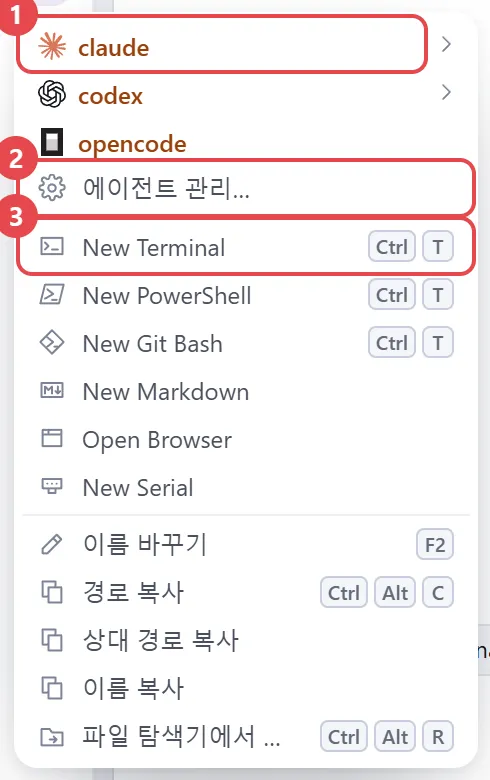 1
claude
codex
opencode
2
에이전트 관리...
3
New Terminal Ctrl T
New PowerShell Ctrl T
New Git Bash Ctrl T
New Markdown
Open Browser
New Serial
이름 바꾸기 F2
경로 복사 Ctrl Alt C
상대 경로 복사
이름 복사
파일 탐색기에서 ... Ctrl Alt R